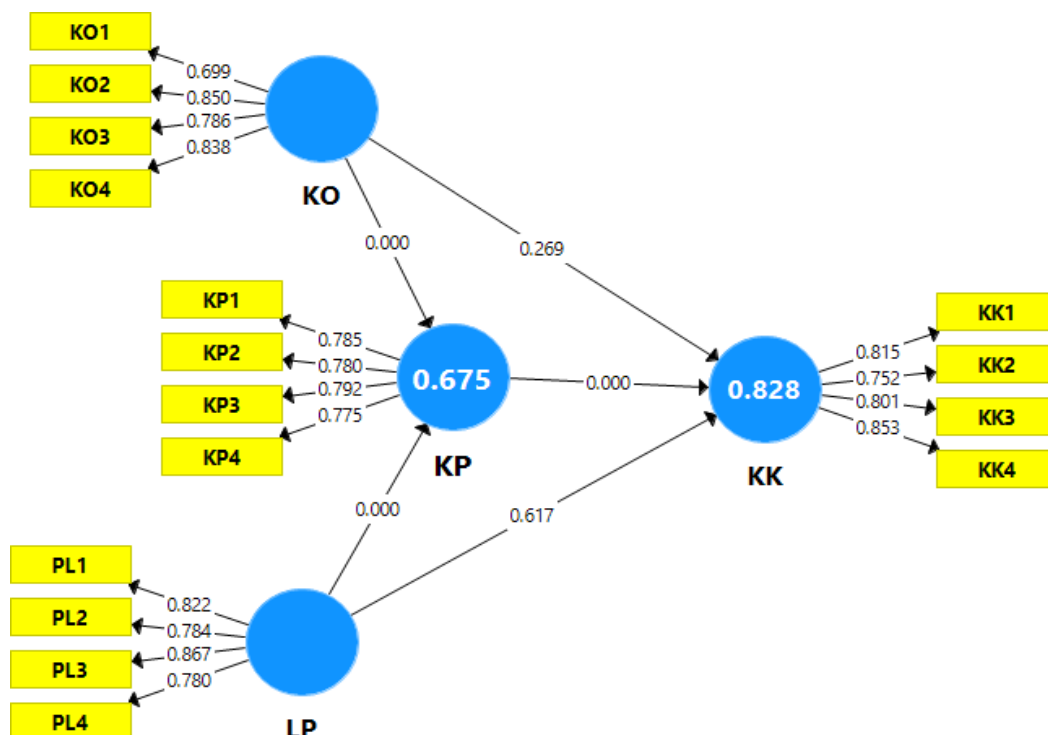 KO1
KO2
KO3
KO4
0.699
0.850
0.786
0.838
KO
0.000
0.269
KP1
KP2
KP3
KP4
0.785
0.780
0.792
0.775
0.675
KP
0.000
0.828
KK
0.815
0.752
0.801
0.853
KK1
KK2
KK3
KK4
0.000
0.617
PL1
PL2
PL3
PL4
0.822
0.784
0.867
0.780
LP